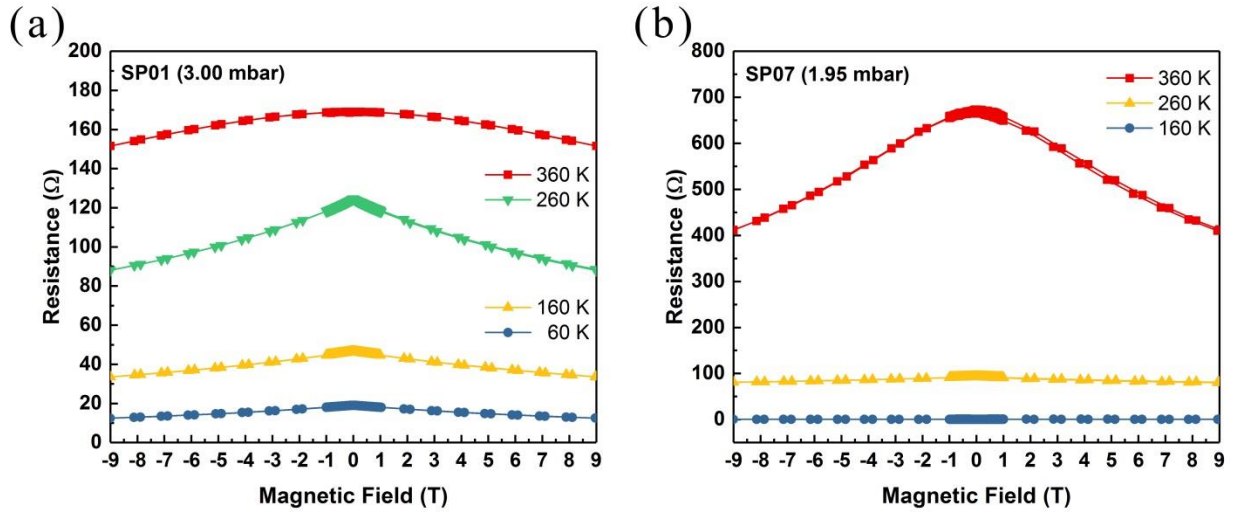 (a)
200
180
160
140
120
100
80
60
40
20
0
SP01 (3.00 mbar)
360 K
260 K
160 K
60 K
Resistance (Ω)
-9 -8 -7 -6 -5 -4 -3 -2 -1 0 1 2 3 4 5 6 7 8 9
Magnetic Field (T)
(b)
800
700
600
500
400
300
200
100
0
SP07 (1.95 mbar)
360 K
260 K
160 K
Resistance (Ω)
-9 -8 -7 -6 -5 -4 -3 -2 -1 0 1 2 3 4 5 6 7 8 9
Magnetic Field (T)